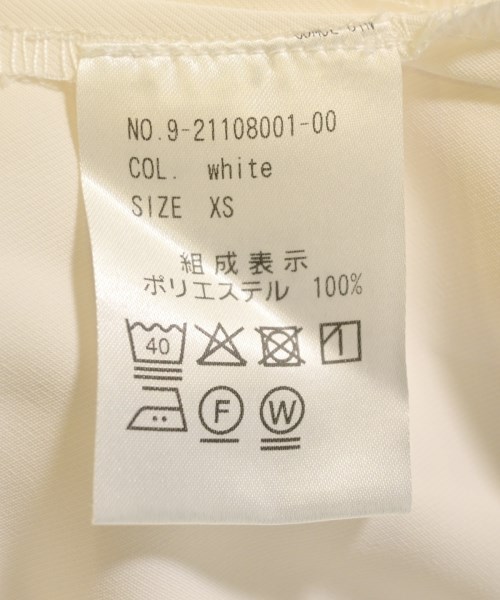 NO.9-21108001-00
COL. white
SIZE XS
組成表示
ポリエステル 100%
40
F W